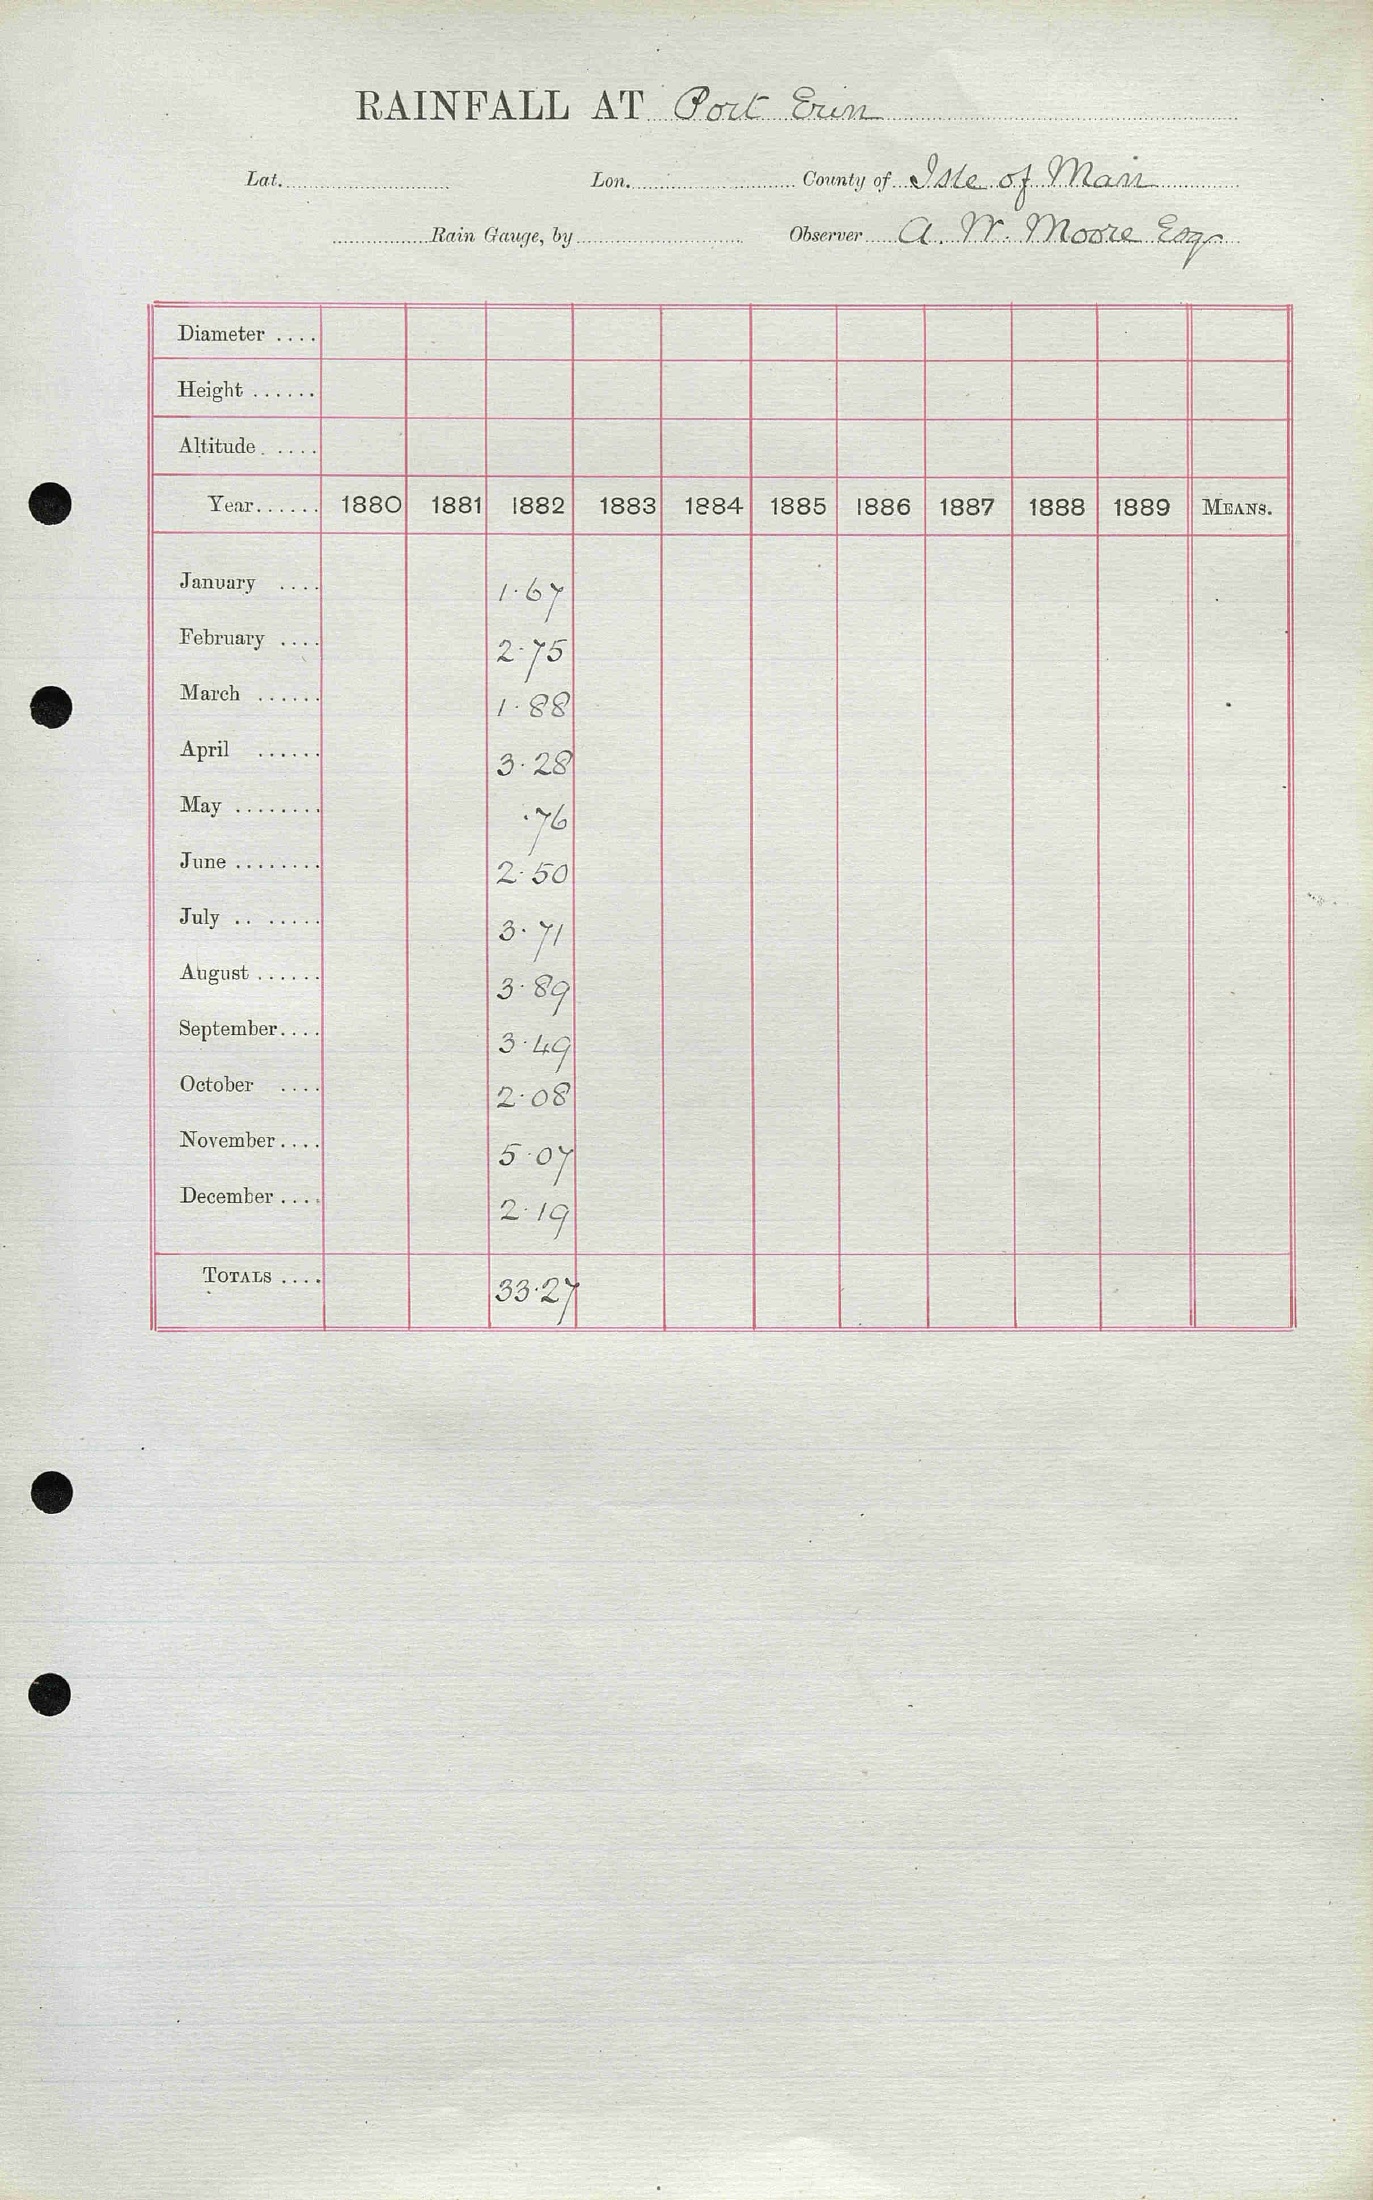 RAINFALL AT Port Erin
Lat. Lon. County of Isle of Man
Rain Gauge, by Observer A. W. Moore Esqr
Diameter ....
Height ......
Altitude. ....
Year...... 1880 1881 1882 1883 1884 1885 1886 1887 1888 1889 MEANS.
January .... 1.67
February .... 2.75
March ...... 1.88
April ...... 3.28
May ........ .76
June ........ 2.50
July .. ..... 3.71
August ...... 3.89
September.... 3.49
October .... 2.08
November.... 5.07
December .... 2.19
TOTALS .... 33.27